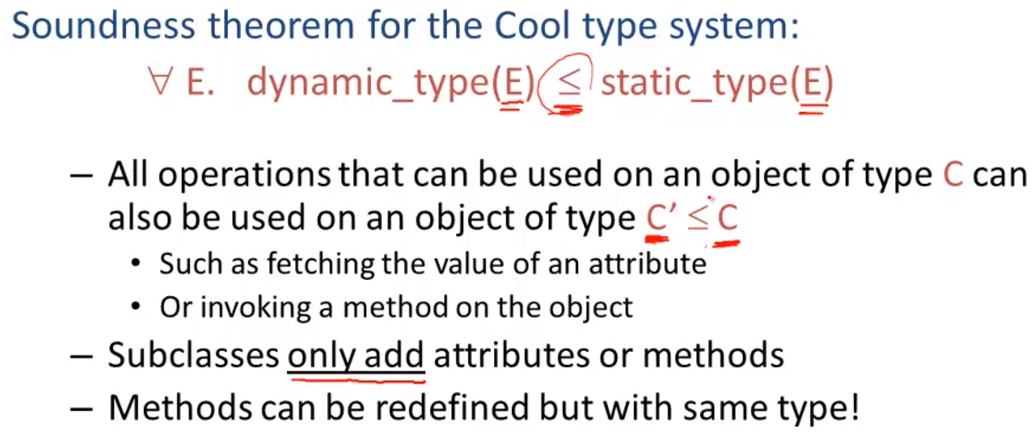 Soundness theorem for the Cool type system:
∀ E. dynamic_type(E) ≤ static_type(E)
– All operations that can be used on an object of type C can
also be used on an object of type C’ ≤ C
• Such as fetching the value of an attribute
• Or invoking a method on the object
– Subclasses only add attributes or methods
– Methods can be redefined but with same type!